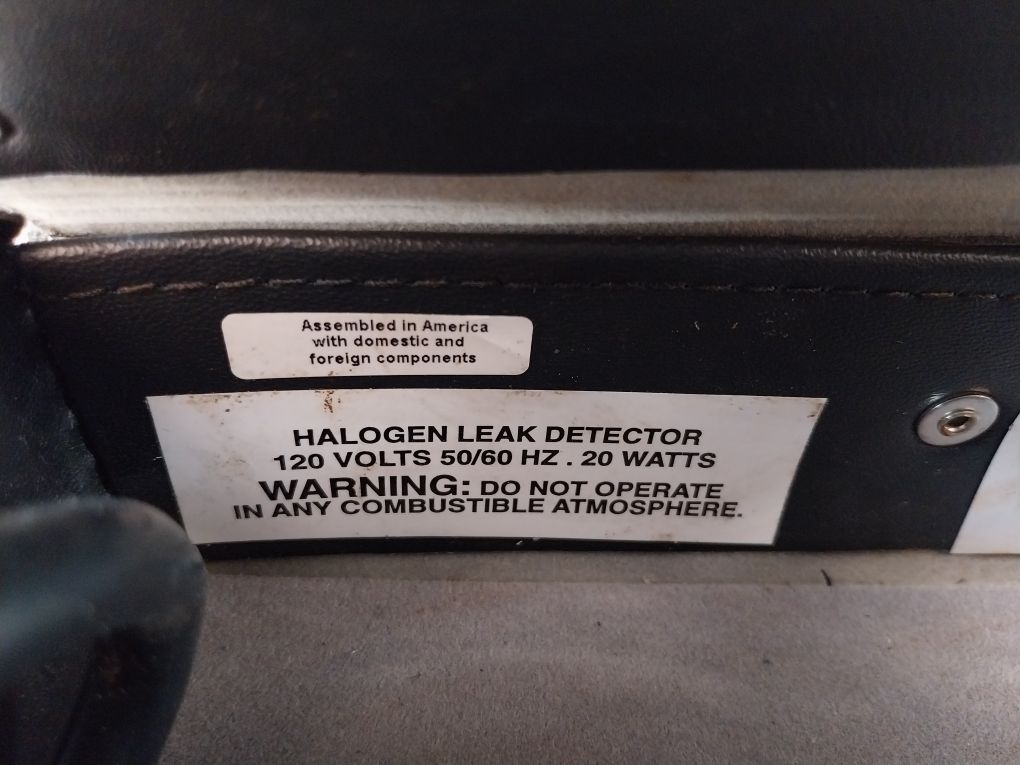 Assembled in America
with domestic and
foreign components
HALOGEN LEAK DETECTOR
120 VOLTS 50/60 HZ . 20 WATTS
WARNING: DO NOT OPERATE
IN ANY COMBUSTIBLE ATMOSPHERE.